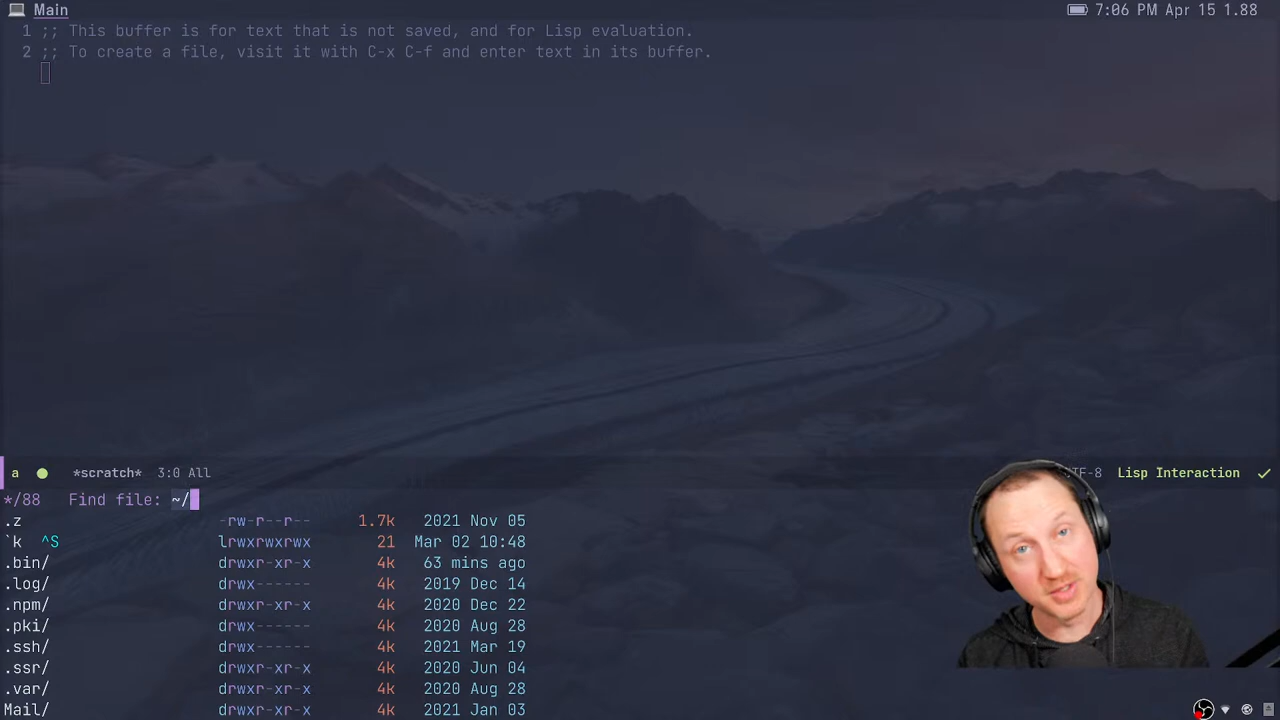 Main 7:06 PM Apr 15 1.88
1 ;; This buffer is for text that is not saved, and for Lisp evaluation.
2 ;; To create a file, visit it with C-x C-f and enter text in its buffer.
a *scratch* 3:0 All TF-8 Lisp Interaction
*/88 Find file: ~/
.z -rw-r--r-- 1.7k 2021 Nov 05
`k ^S lrwxrwxrwx 21 Mar 02 10:48
.bin/ drwxr-xr-x 4k 63 mins ago
.log/ drwx------ 4k 2019 Dec 14
.npm/ drwxr-xr-x 4k 2020 Dec 22
.pki/ drwx------ 4k 2020 Aug 28
.ssh/ drwx------ 4k 2021 Mar 19
.ssr/ drwxr-xr-x 4k 2020 Jun 04
.var/ drwxr-xr-x 4k 2020 Aug 28
Mail/ drwxr-xr-x 4k 2021 Jan 03